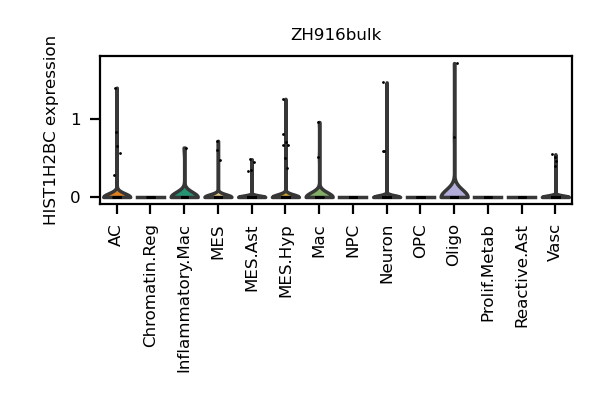 ZH916bulk
HIST1H2BC expression
1
0
AC
Chromatin.Reg
Inflammatory.Mac
MES
MES.Ast
MES.Hyp
Mac
NPC
Neuron
OPC
Oligo
Prolif.Metab
Reactive.Ast
Vasc